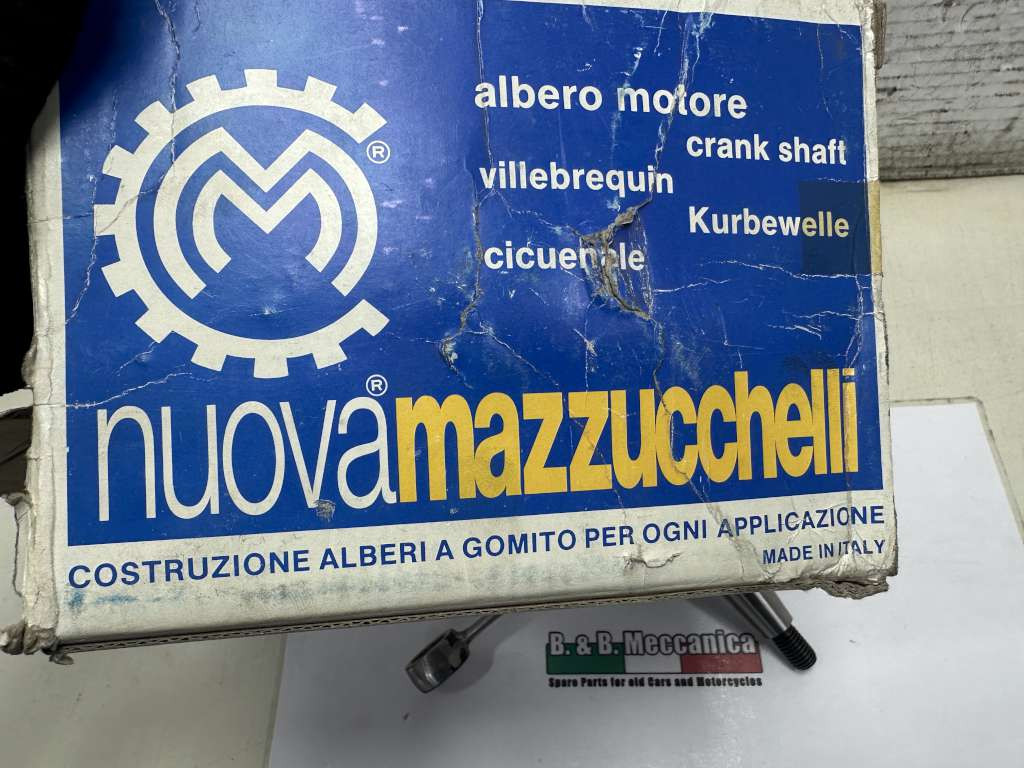 albero motore
crank shaft
villebrequin
Kurbewelle
M
®
®
nuovamazzucchelli
COSTRUZIONE ALBERI A GOMITO PER OGNI APPLICAZIONE
MADE IN ITALY
B. & B. Meccanica
Spare Parts for old Cars and Motorcycles